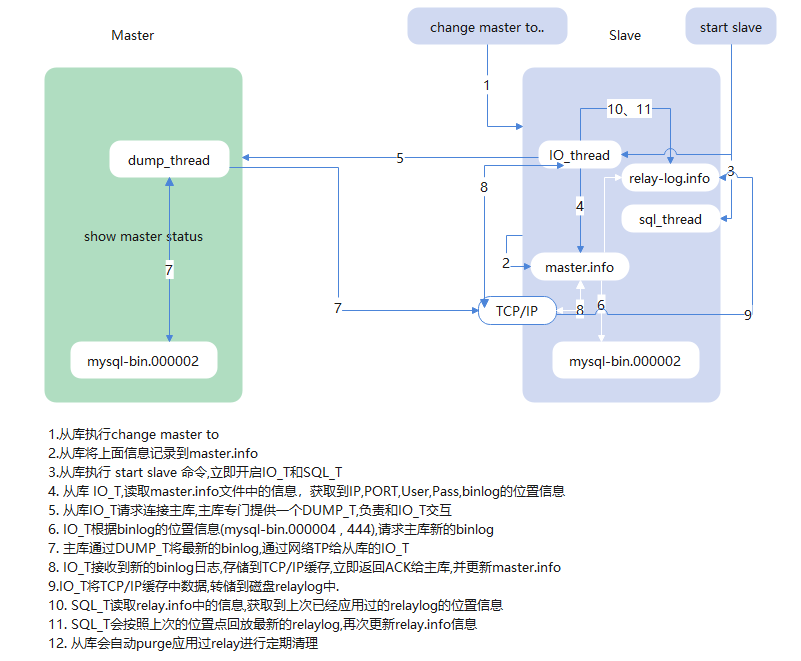 change master to..
start slave
Master
Slave
1
10、11
dump_thread
5
IO_thread
3
relay-log.info
8
4
sql_thread
show master status
2
master.info
7
7
TCP/IP
8
6
9
mysql-bin.000002
mysql-bin.000002
1.从库执行change master to
2.从库将上面信息记录到master.info
3.从库执行 start slave 命令,立即开启IO_T和SQL_T
4. 从库 IO_T,读取master.info文件中的信息，获取到IP,PORT,User,Pass,binlog的位置信息
5. 从库IO_T请求连接主库,主库专门提供一个DUMP_T,负责和IO_T交互
6. IO_T根据binlog的位置信息(mysql-bin.000004 , 444),请求主库新的binlog
7. 主库通过DUMP_T将最新的binlog,通过网络TP给从库的IO_T
8. IO_T接收到新的binlog日志,存储到TCP/IP缓存,立即返回ACK给主库,并更新master.info
9.IO_T将TCP/IP缓存中数据,转储到磁盘relaylog中.
10. SQL_T读取relay.info中的信息,获取到上次已经应用过的relaylog的位置信息
11. SQL_T会按照上次的位置点回放最新的relaylog,再次更新relay.info信息
12. 从库会自动purge应用过relay进行定期清理